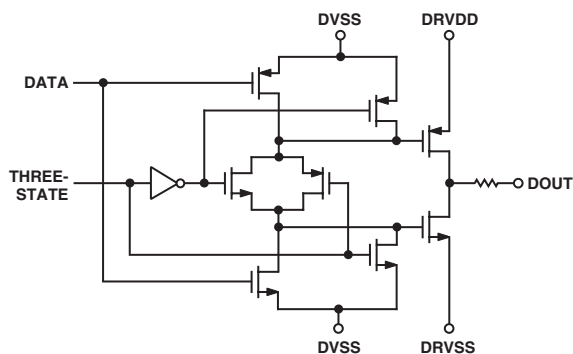 DVSS
DRVDD
DATA
THREE-
STATE
DOUT
DVSS
DRVSS